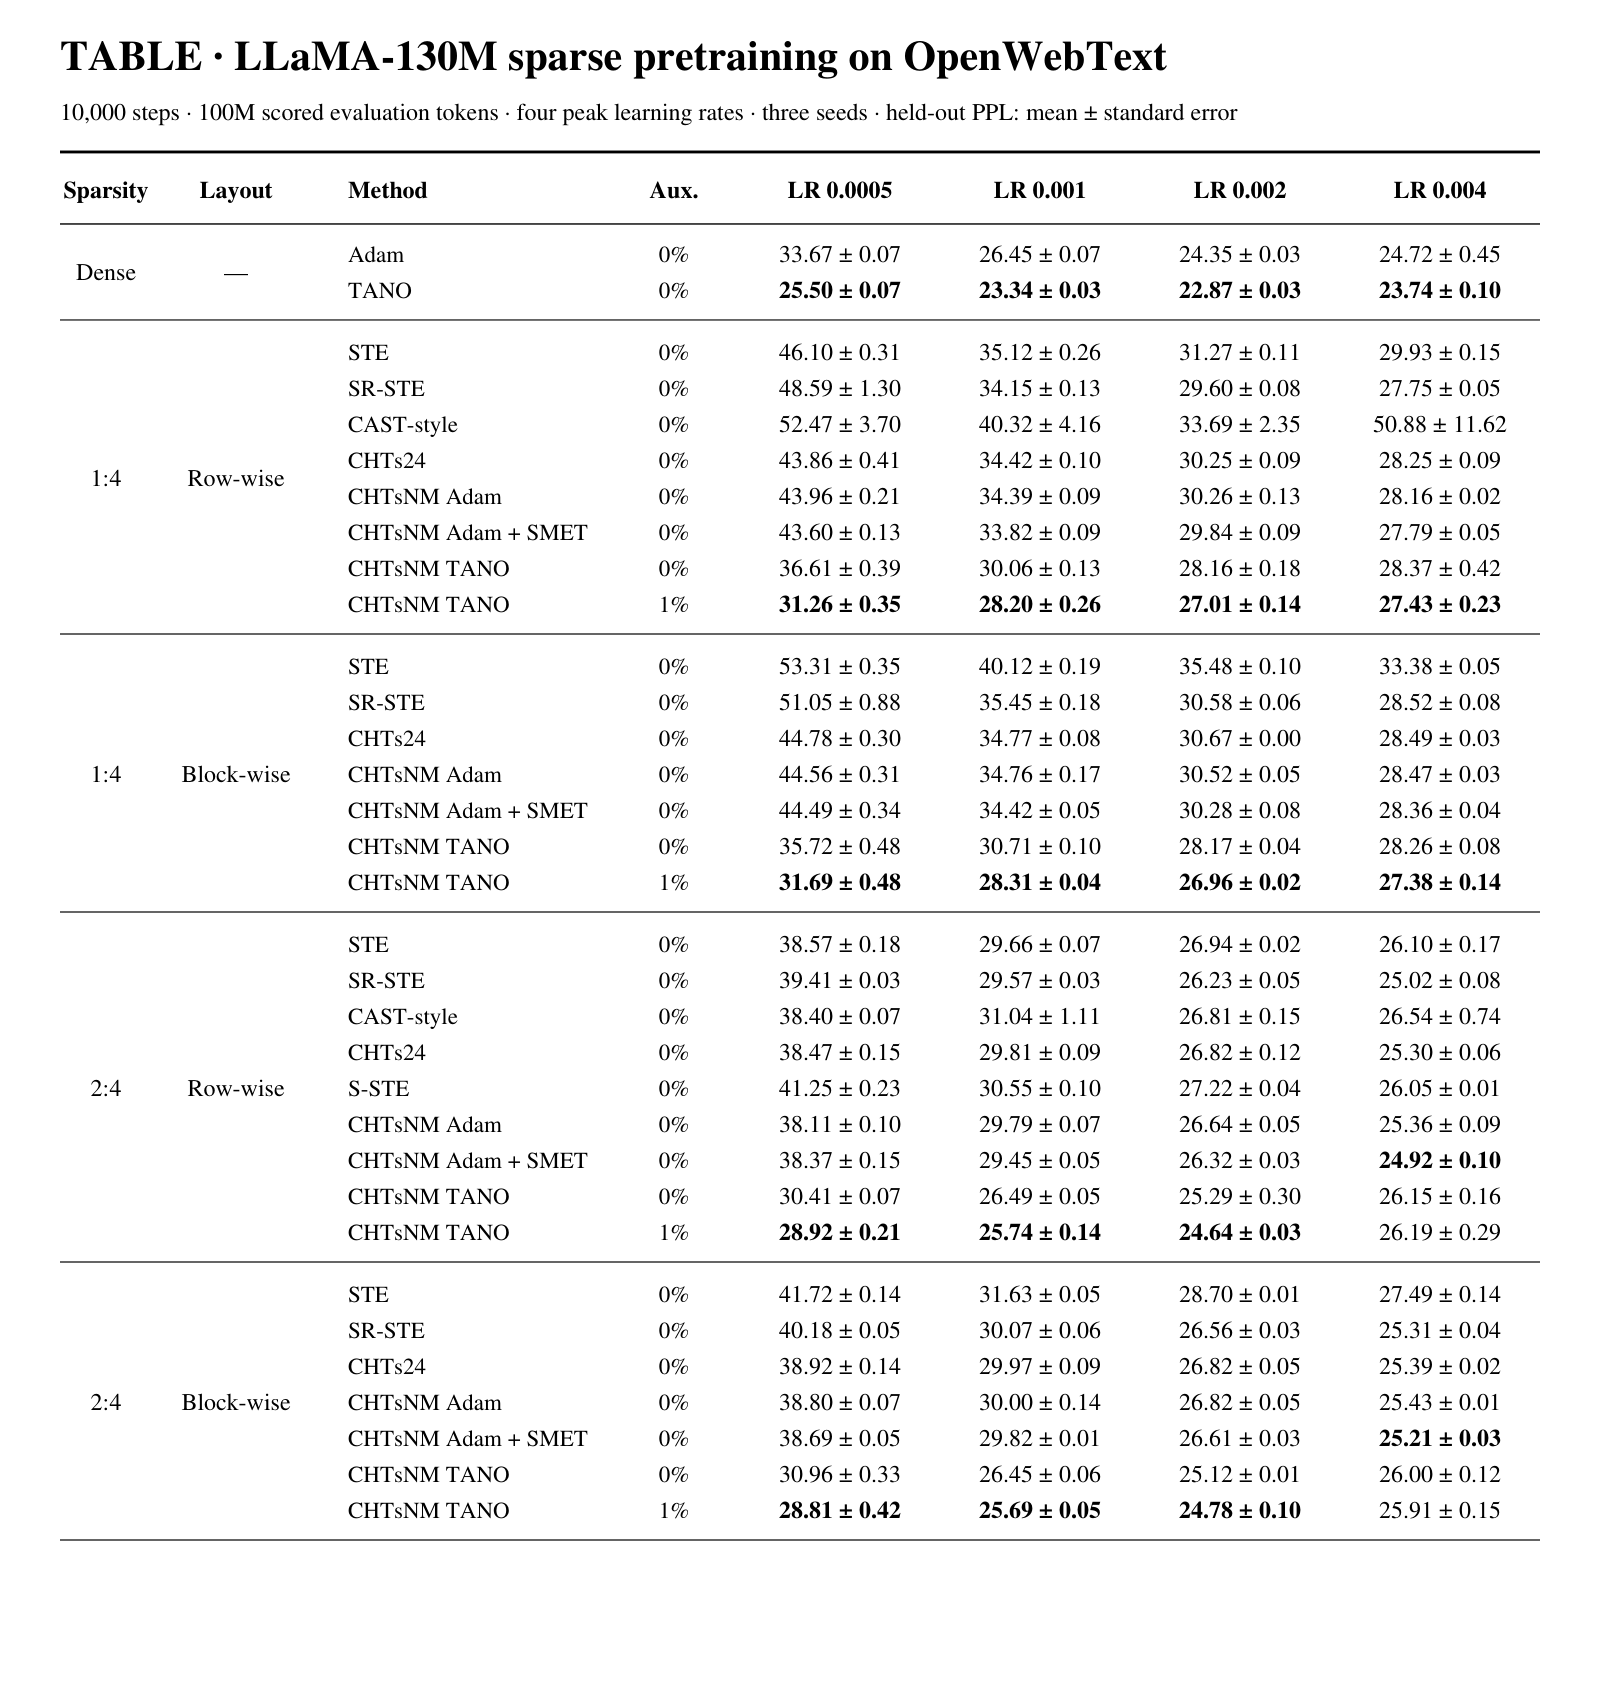 TABLE · LLaMA-130M sparse pretraining on OpenWebText
10,000 steps · 100M scored evaluation tokens · four peak learning rates · three seeds · held-out PPL: mean ± standard error
Sparsity Layout Method Aux. LR 0.0005 LR 0.001 LR 0.002 LR 0.004
Dense — Adam 0% 33.67 ± 0.07 26.45 ± 0.07 24.35 ± 0.03 24.72 ± 0.45
TANO 0% 25.50 ± 0.07 23.34 ± 0.03 22.87 ± 0.03 23.74 ± 0.10
STE 0% 46.10 ± 0.31 35.12 ± 0.26 31.27 ± 0.11 29.93 ± 0.15
SR-STE 0% 48.59 ± 1.30 34.15 ± 0.13 29.60 ± 0.08 27.75 ± 0.05
CAST-style 0% 52.47 ± 3.70 40.32 ± 4.16 33.69 ± 2.35 50.88 ± 11.62
CHTs24 0% 43.86 ± 0.41 34.42 ± 0.10 30.25 ± 0.09 28.25 ± 0.09
1:4 Row-wise CHTsNM Adam 0% 43.96 ± 0.21 34.39 ± 0.09 30.26 ± 0.13 28.16 ± 0.02
CHTsNM Adam + SMET 0% 43.60 ± 0.13 33.82 ± 0.09 29.84 ± 0.09 27.79 ± 0.05
CHTsNM TANO 0% 36.61 ± 0.39 30.06 ± 0.13 28.16 ± 0.18 28.37 ± 0.42
CHTsNM TANO 1% 31.26 ± 0.35 28.20 ± 0.26 27.01 ± 0.14 27.43 ± 0.23
STE 0% 53.31 ± 0.35 40.12 ± 0.19 35.48 ± 0.10 33.38 ± 0.05
SR-STE 0% 51.05 ± 0.88 35.45 ± 0.18 30.58 ± 0.06 28.52 ± 0.08
CHTs24 0% 44.78 ± 0.30 34.77 ± 0.08 30.67 ± 0.00 28.49 ± 0.03
1:4 Block-wise CHTsNM Adam 0% 44.56 ± 0.31 34.76 ± 0.17 30.52 ± 0.05 28.47 ± 0.03
CHTsNM Adam + SMET 0% 44.49 ± 0.34 34.42 ± 0.05 30.28 ± 0.08 28.36 ± 0.04
CHTsNM TANO 0% 35.72 ± 0.48 30.71 ± 0.10 28.17 ± 0.04 28.26 ± 0.08
CHTsNM TANO 1% 31.69 ± 0.48 28.31 ± 0.04 26.96 ± 0.02 27.38 ± 0.14
STE 0% 38.57 ± 0.18 29.66 ± 0.07 26.94 ± 0.02 26.10 ± 0.17
SR-STE 0% 39.41 ± 0.03 29.57 ± 0.03 26.23 ± 0.05 25.02 ± 0.08
CAST-style 0% 38.40 ± 0.07 31.04 ± 1.11 26.81 ± 0.15 26.54 ± 0.74
CHTs24 0% 38.47 ± 0.15 29.81 ± 0.09 26.82 ± 0.12 25.30 ± 0.06
2:4 Row-wise S-STE 0% 41.25 ± 0.23 30.55 ± 0.10 27.22 ± 0.04 26.05 ± 0.01
CHTsNM Adam 0% 38.11 ± 0.10 29.79 ± 0.07 26.64 ± 0.05 25.36 ± 0.09
CHTsNM Adam + SMET 0% 38.37 ± 0.15 29.45 ± 0.05 26.32 ± 0.03 24.92 ± 0.10
CHTsNM TANO 0% 30.41 ± 0.07 26.49 ± 0.05 25.29 ± 0.30 26.15 ± 0.16
CHTsNM TANO 1% 28.92 ± 0.21 25.74 ± 0.14 24.64 ± 0.03 26.19 ± 0.29
STE 0% 41.72 ± 0.14 31.63 ± 0.05 28.70 ± 0.01 27.49 ± 0.14
SR-STE 0% 40.18 ± 0.05 30.07 ± 0.06 26.56 ± 0.03 25.31 ± 0.04
CHTs24 0% 38.92 ± 0.14 29.97 ± 0.09 26.82 ± 0.05 25.39 ± 0.02
2:4 Block-wise CHTsNM Adam 0% 38.80 ± 0.07 30.00 ± 0.14 26.82 ± 0.05 25.43 ± 0.01
CHTsNM Adam + SMET 0% 38.69 ± 0.05 29.82 ± 0.01 26.61 ± 0.03 25.21 ± 0.03
CHTsNM TANO 0% 30.96 ± 0.33 26.45 ± 0.06 25.12 ± 0.01 26.00 ± 0.12
CHTsNM TANO 1% 28.81 ± 0.42 25.69 ± 0.05 24.78 ± 0.10 25.91 ± 0.15